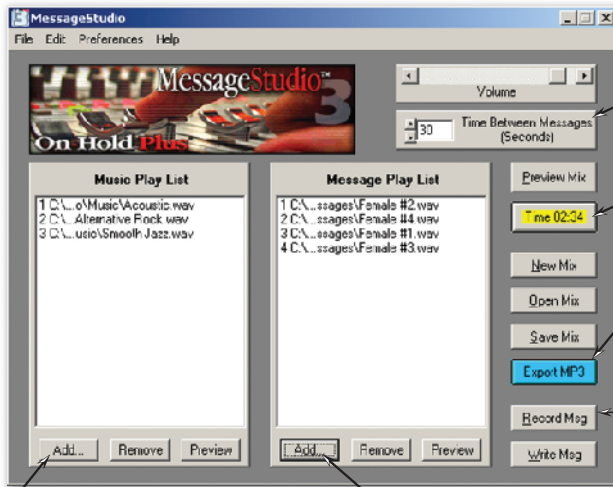 MessageStudio
File Edit Preferences Help
MessageStudio™
3
On Hold Plus
Volume
30
Time Between Messages
(Seconds)
Music Play List
1 C:\...o\Music\Acoustic.wav
2 C:\...Alternative Rock.wav
3 C:\...usic\Smooth Jazz.wav
Add...
Remove
Preview
Message Play List
1 C:\...ssages\Female #2.wav
2 C:\...ssages\Female #4.wav
3 C:\...ssages\Female #1.wav
4 C:\...ssages\Female #3.wav
Add...
Remove
Preview
Preview Mix
Time 02:34
New Mix
Open Mix
Save Mix
Export MP3
Record Msg
Write Msg